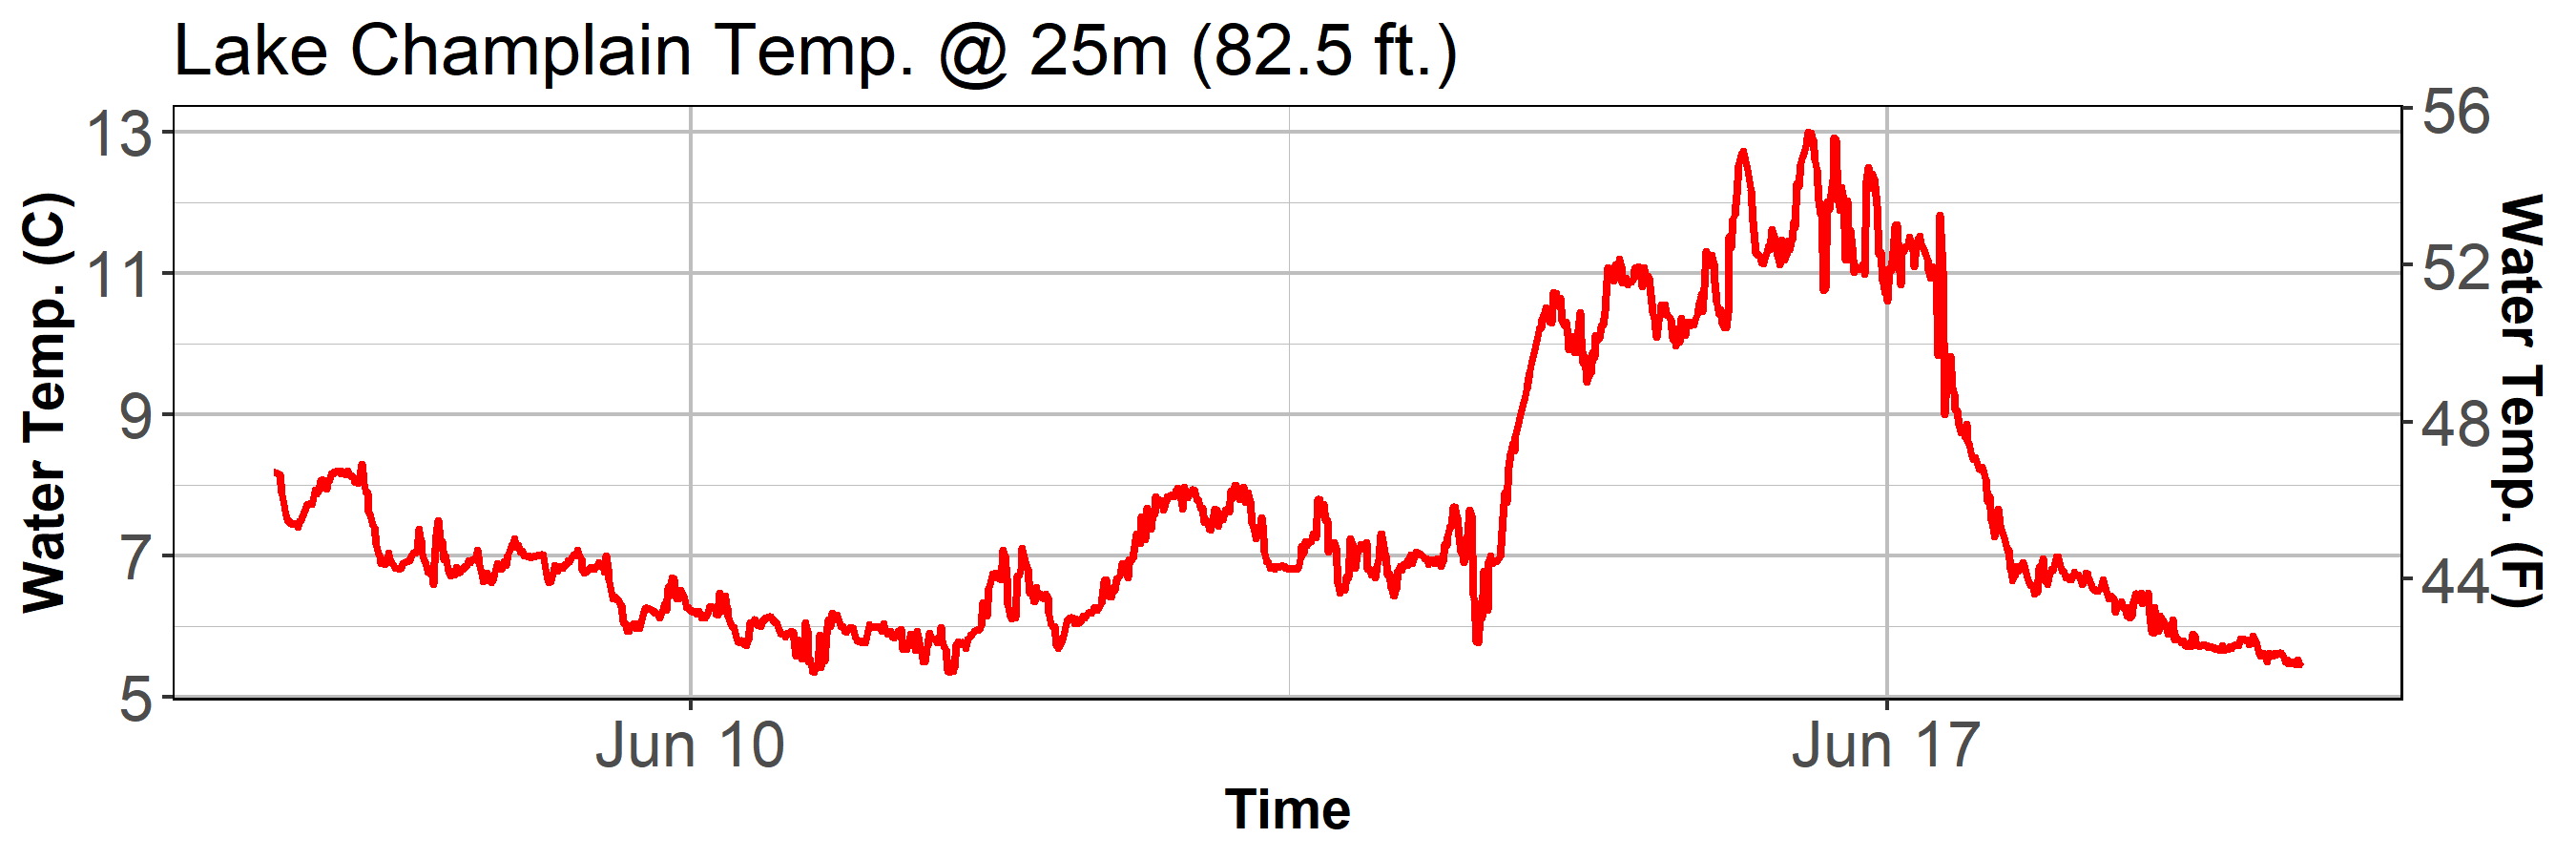 Lake Champlain Temp. @ 25m (82.5 ft.)
Water Temp. (C)
13
11
9
7
5
56
52
48
44
Water Temp. (F)
Jun 10
Jun 17
Time